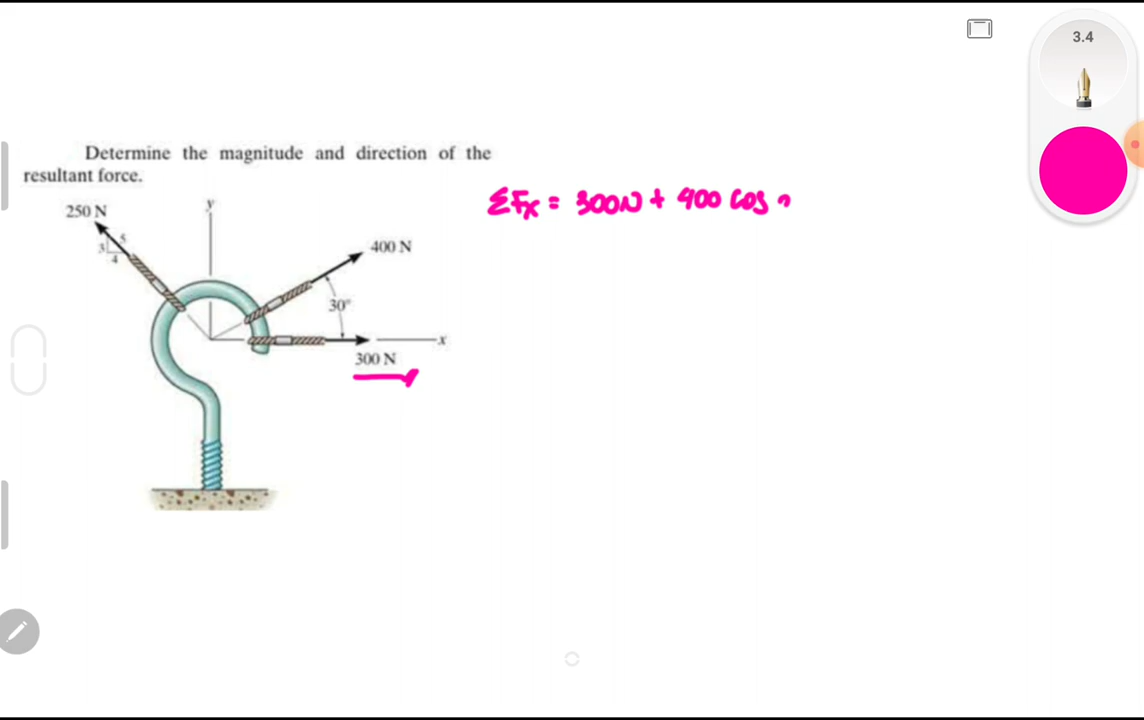 3.4
Determine the magnitude and direction of the
resultant force.
ΣFx = 300N + 400 cos
250 N
y
400 N
5
3
4
30°
x
300 N